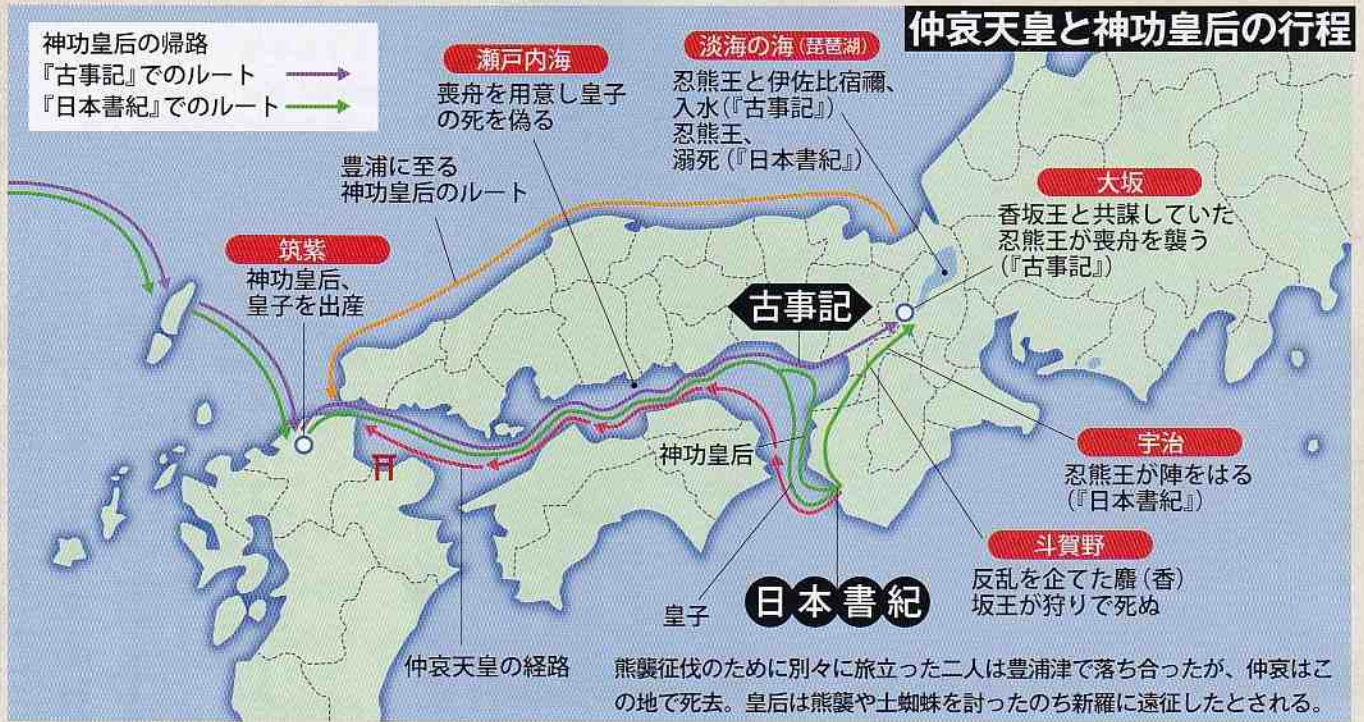 仲哀天皇と神功皇后の行程
神功皇后の帰路
『古事記』でのルート
『日本書紀』でのルート
瀬戸内海
喪舟を用意し皇子
の死を偽る
淡海の海(琵琶湖)
忍熊王と伊佐比宿禰、
入水(『古事記』)
忍熊王、
溺死(『日本書紀』)
豊浦に至る
神功皇后のルート
大坂
香坂王と共謀していた
忍熊王が喪舟を襲う
(『古事記』)
筑紫
神功皇后、
皇子を出産
古事記
神功皇后
宇治
忍熊王が陣をはる
(『日本書紀』)
斗賀野
反乱を企てた麛(香)
坂王が狩りで死ぬ
皇子
日本書紀
仲哀天皇の経路
熊襲征伐のために別々に旅立った二人は豊浦津で落ち合ったが、仲哀はこ
の地で死去。皇后は熊襲や土蜘蛛を討ったのち新羅に遠征したとされる。